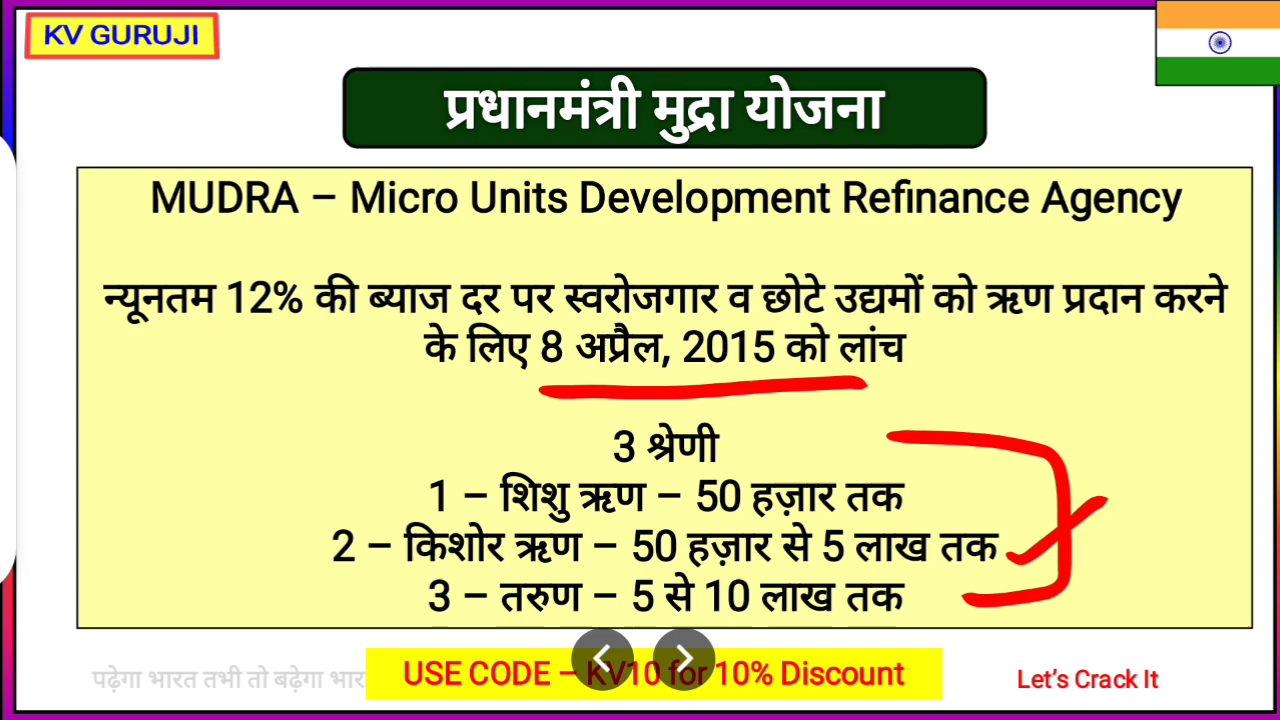 KV GURUJI
प्रधानमंत्री मुद्रा योजना
MUDRA – Micro Units Development Refinance Agency
न्यूनतम 12% की ब्याज दर पर स्वरोजगार व छोटे उद्यमों को ऋण प्रदान करने
के लिए 8 अप्रैल, 2015 को लांच
3 श्रेणी
1 – शिशु ऋण – 50 हज़ार तक
2 – किशोर ऋण – 50 हज़ार से 5 लाख तक
3 – तरुण – 5 से 10 लाख तक
पढ़ेगा भारत तभी तो बढ़ेगा भार
USE CODE – KV10 for 10% Discount
Let's Crack It